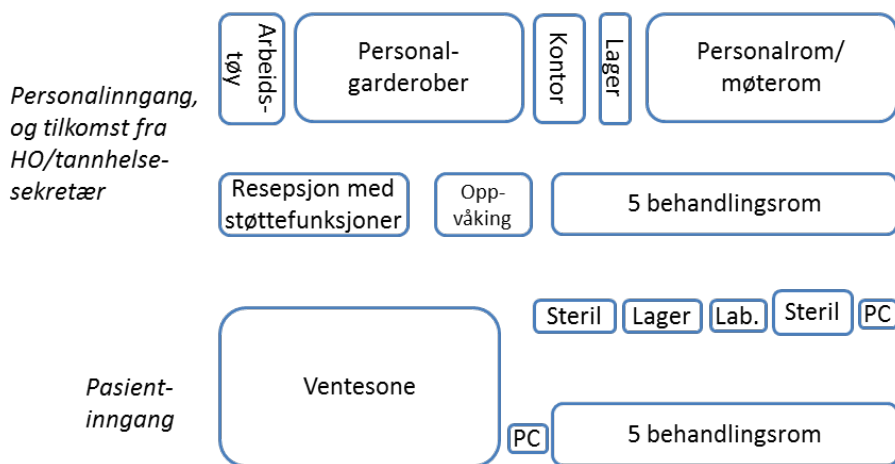 Arbeids-
tøy
Personal-
garderober
Kontor
Lager
Personalrom/
møterom
Personalinngang,
og tilkomst fra
HO/tannhelse-
sekretær
Resepsjon med
støttefunksjoner
Opp-
våking
5 behandlingsrom
Steril
Lager
Lab.
Steril
PC
Ventesone
Pasient-
inngang
PC
5 behandlingsrom